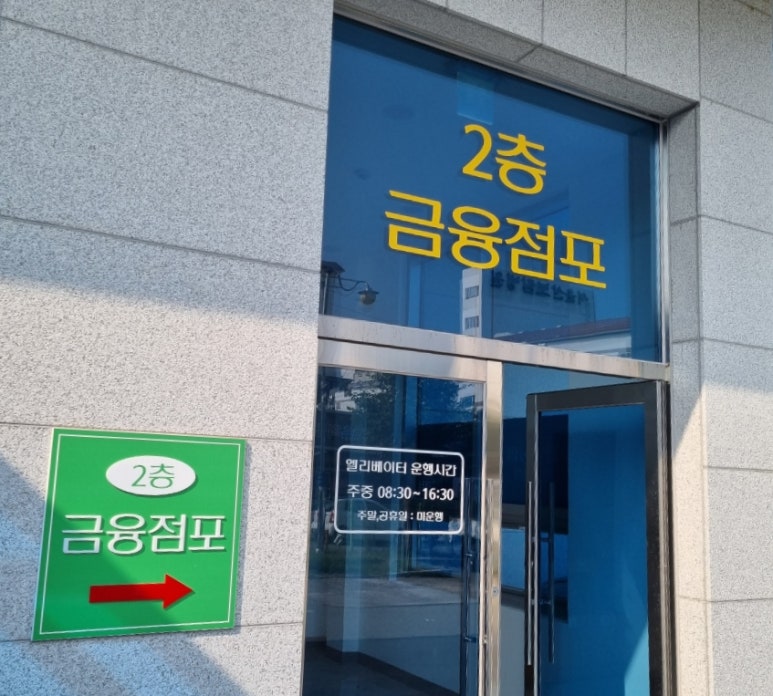 2층
금융점포
엘리베이터 운행시간
주중 08:30~16:30
주말,공휴일 : 미운행
2층
금융점포